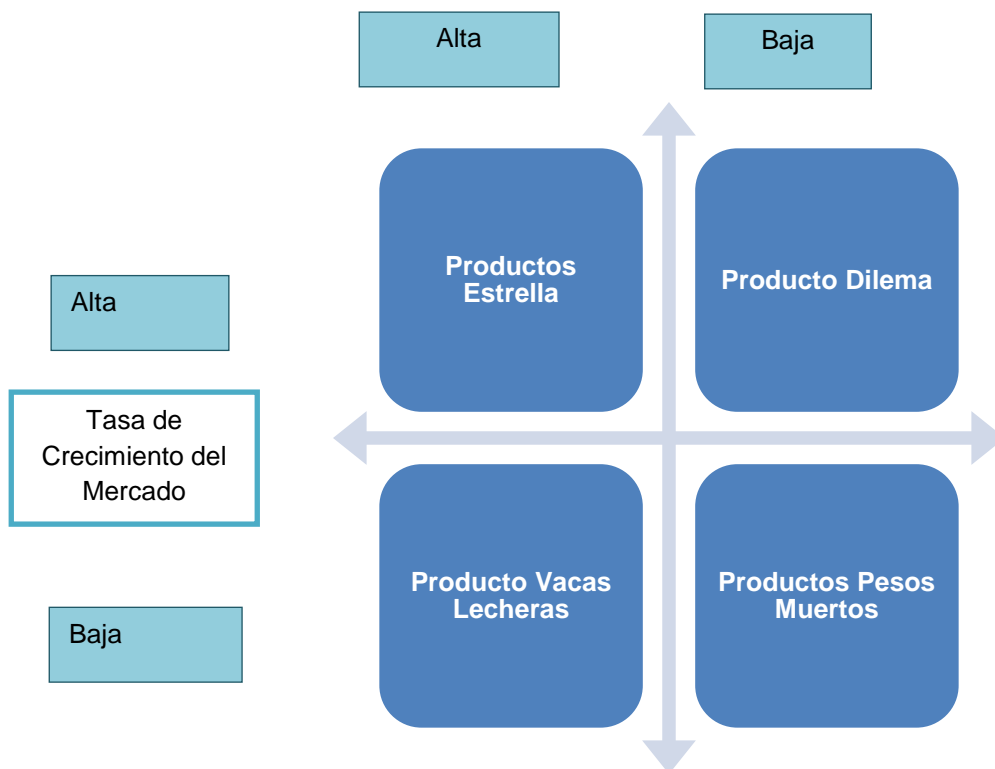 Alta
Baja
Productos
Estrella
Producto Dilema
Alta
Tasa de
Crecimiento del
Mercado
Producto Vacas
Lecheras
Productos Pesos
Muertos
Baja